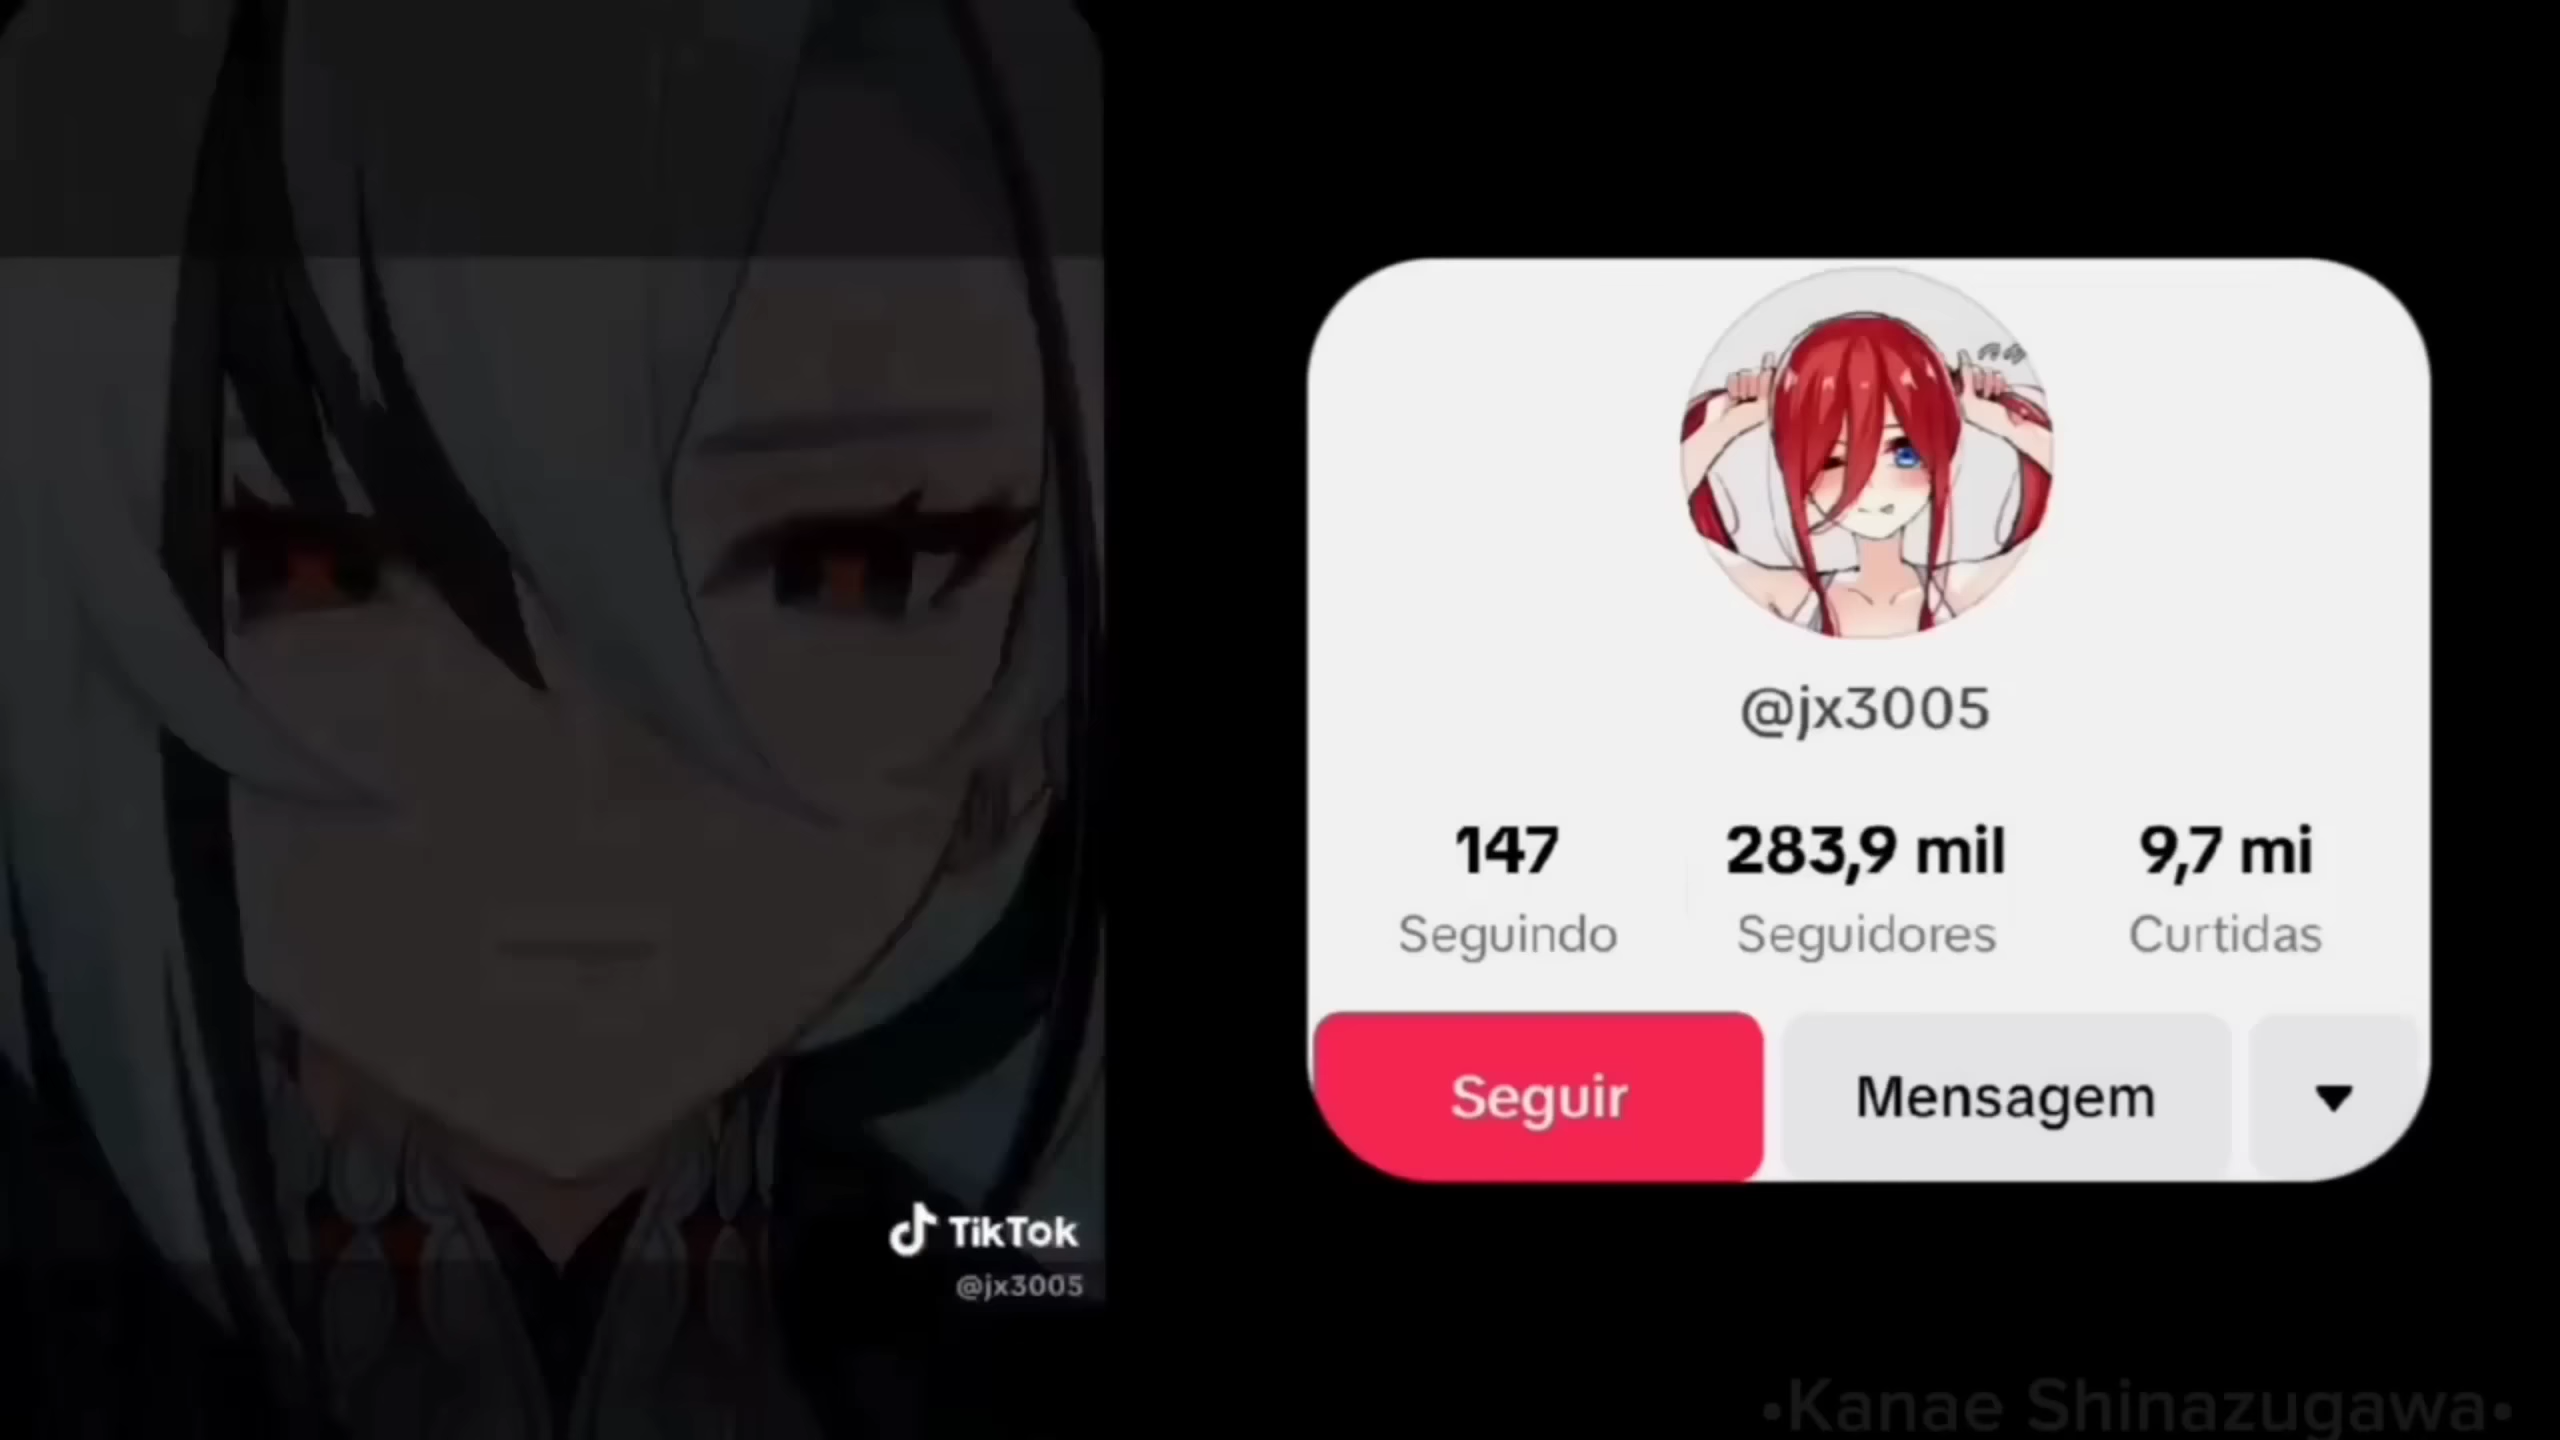 TikTok
@jx3005
@jx3005
147
283,9 mil
9,7 mi
Seguindo
Seguidores
Curtidas
Seguir
Mensagem
•Kanae Shinazugawa•